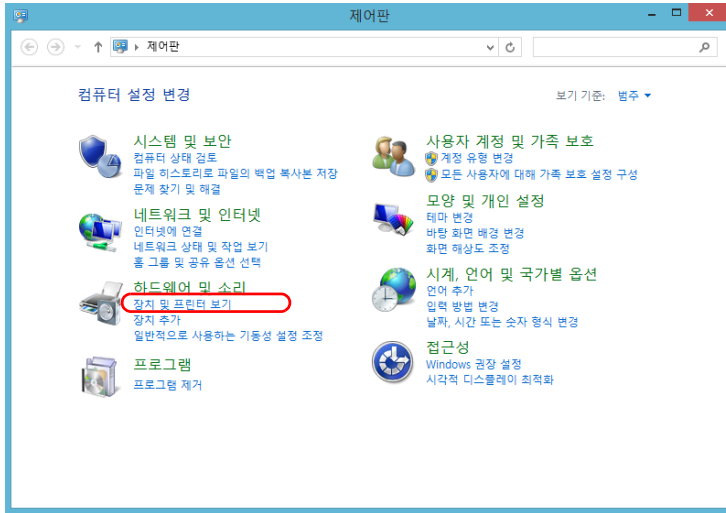 제어판
제어판
컴퓨터 설정 변경
보기 기준: 범주
시스템 및 보안
컴퓨터 상태 검토
파일 히스토리로 파일의 백업 복사본 저장
문제 찾기 및 해결
네트워크 및 인터넷
인터넷에 연결
네트워크 상태 및 작업 보기
홈 그룹 및 공유 옵션 선택
하드웨어 및 소리
장치 및 프린터 보기
장치 추가
일반적으로 사용하는 기동성 설정 조정
프로그램
프로그램 제거
사용자 계정 및 가족 보호
계정 유형 변경
모든 사용자에 대해 가족 보호 설정 구성
모양 및 개인 설정
테마 변경
바탕 화면 배경 변경
화면 해상도 조정
시계, 언어 및 국가별 옵션
언어 추가
입력 방법 변경
날짜, 시간 또는 숫자 형식 변경
접근성
Windows 권장 설정
시각적 디스플레이 최적화